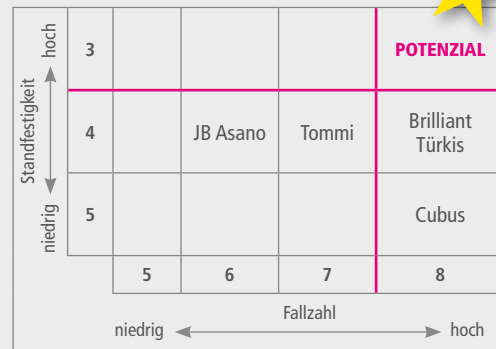 Standfestigkeit
hoch
niedrig
3
POTENZIAL
4
JB Asano
Tommi
Brilliant
Türkis
5
Cubus
5
6
7
8
Fallzahl
niedrig
hoch